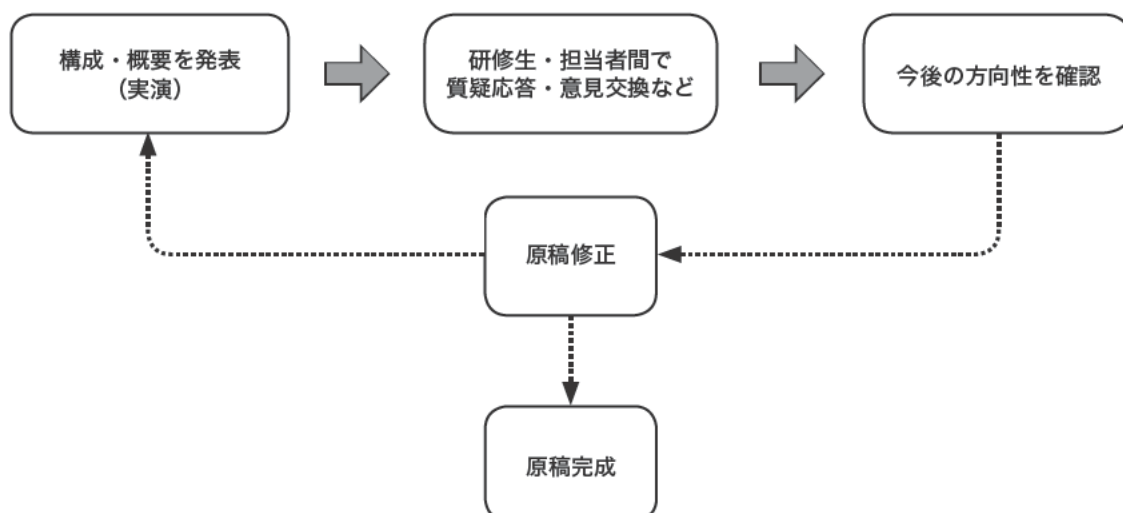 構成・概要を発表
（実演）
研修生・担当者間で
質疑応答・意見交換など
今後の方向性を確認
原稿修正
原稿完成